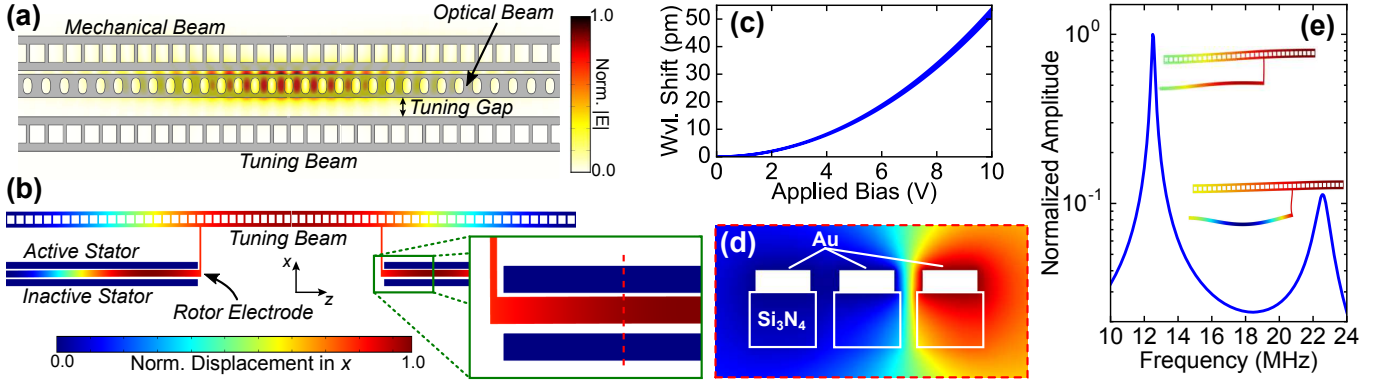 (a)
Mechanical Beam
Optical Beam
1.0
Norm. |E|
0.0
Tuning Gap
Tuning Beam
(b)
Tuning Beam
Active Stator
Inactive Stator
x
z
Rotor Electrode
0.0 Norm. Displacement in x 1.0
(c)
Wvl. Shift (pm)
50
40
30
20
10
0
0 2 4 6 8 10
Applied Bias (V)
(d)
Au
Si₃N₄
(e)
Normalized Amplitude
10⁰
10⁻¹
10 12 14 16 18 20 22 24
Frequency (MHz)